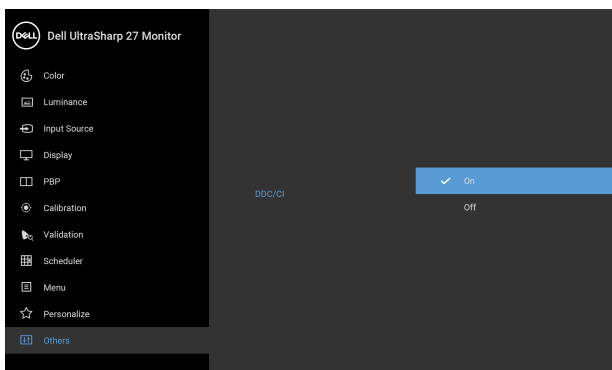 DELL Dell UltraSharp 27 Monitor
Color
Luminance
Input Source
Display
PBP
Calibration
Validation
Scheduler
Menu
Personalize
Others
DDC/CI
On
Off